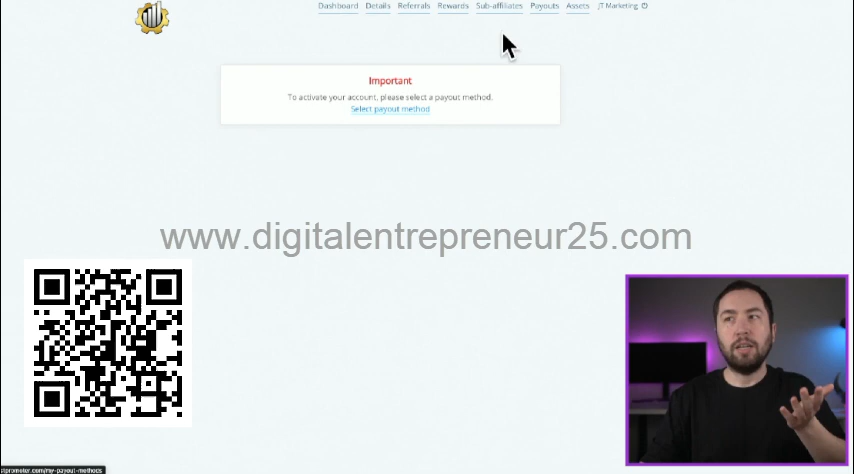 Dashboard Details Referrals Rewards Sub-affiliates Payouts Assets JT Marketing
Important
To activate your account, please select a payout method.
Select payout method
www.digitalentrepreneur25.com